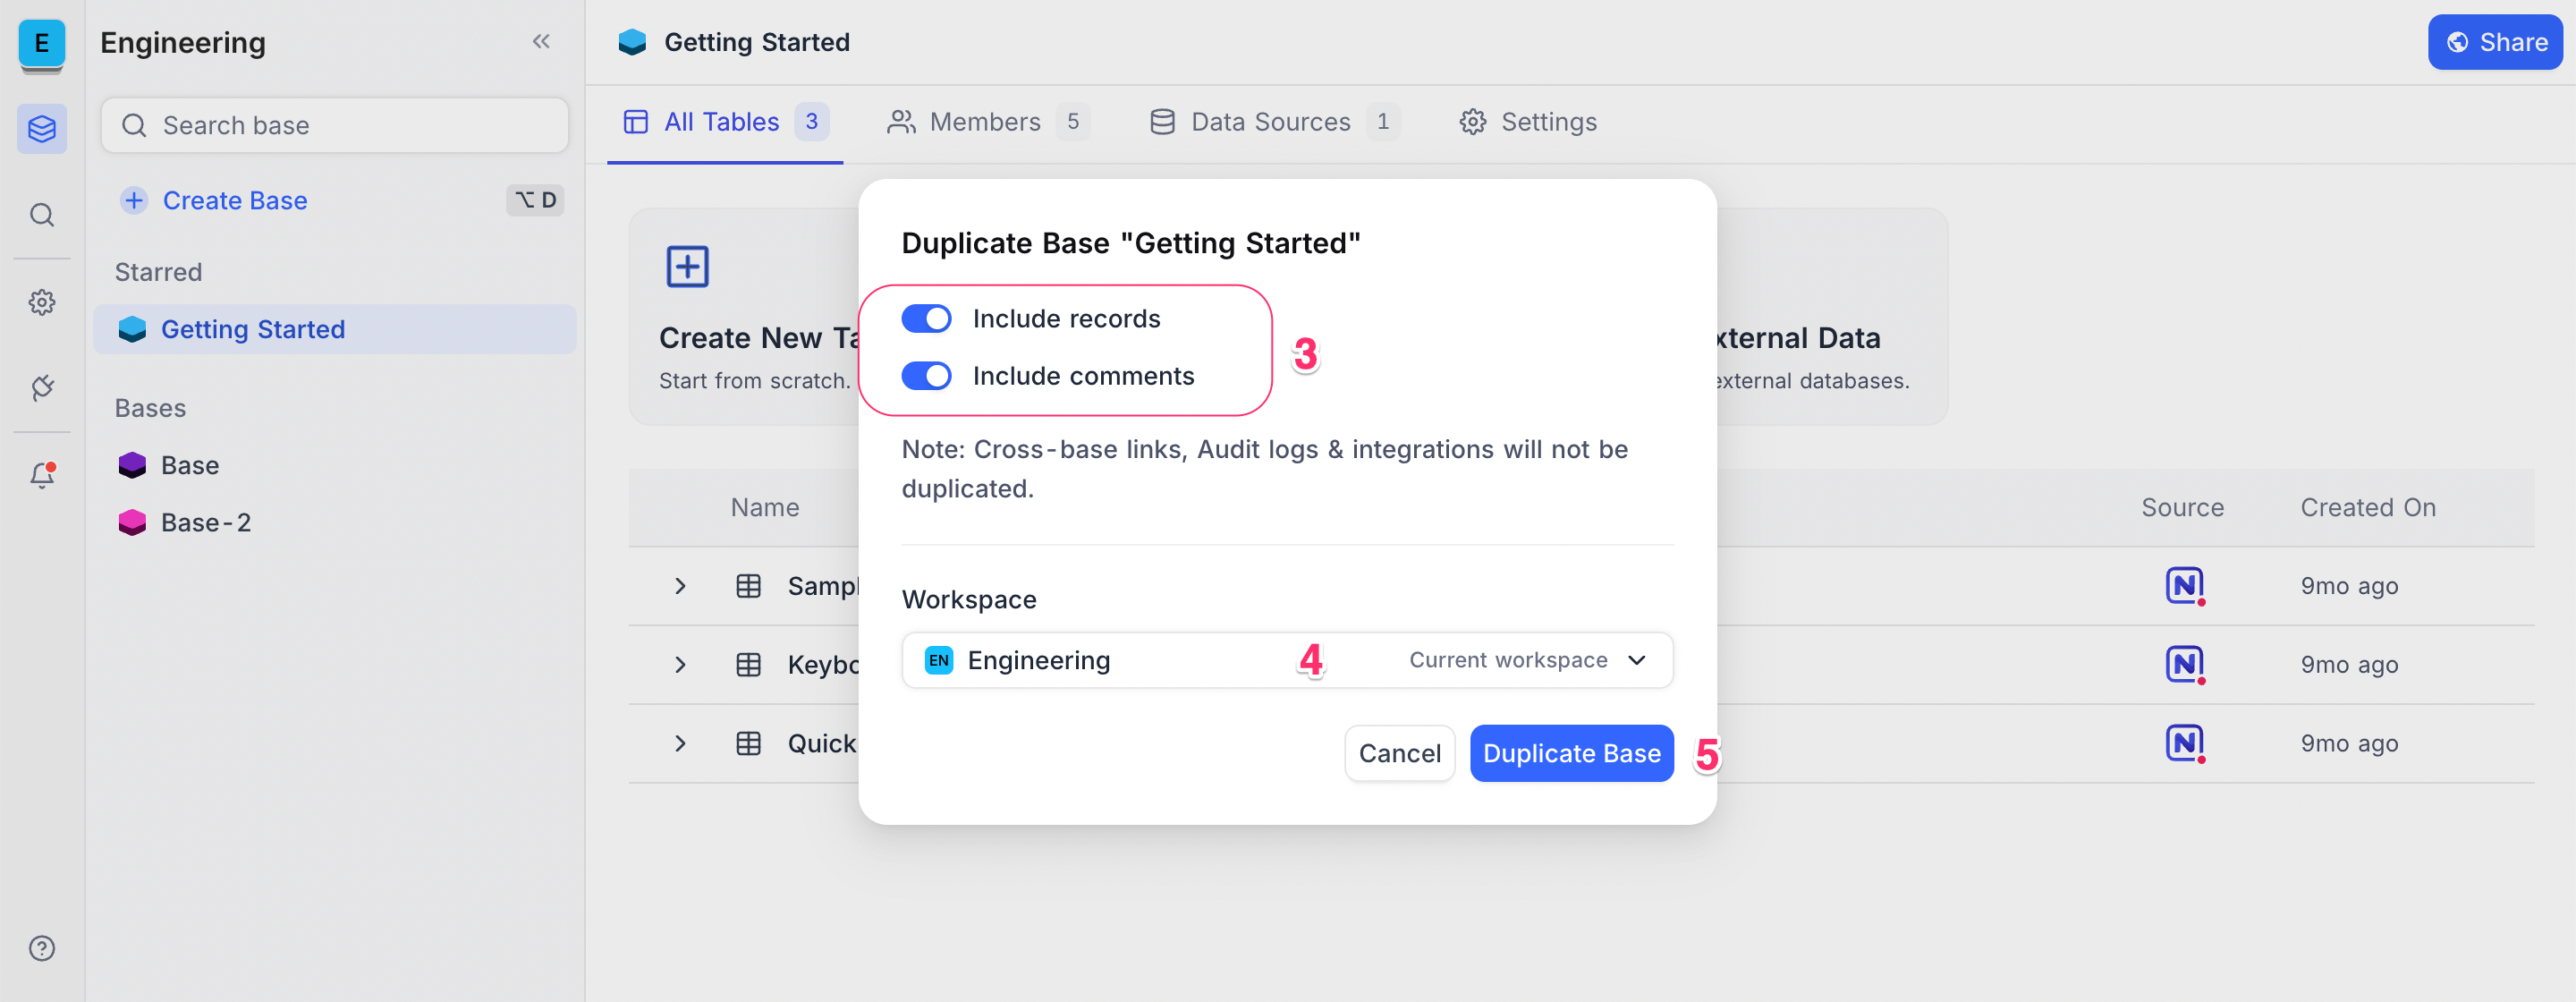 E
Engineering
Search base
Create Base
⌥ D
Starred
Getting Started
Bases
Base
Base-2
Getting Started
Share
All Tables 3
Members 5
Data Sources 1
Settings
Create New Ta
Start from scratch.
xternal Data
external databases.
Name
Source
Created On
Sampl
9mo ago
Keybo
9mo ago
Quick
9mo ago
Duplicate Base "Getting Started"
Include records
Include comments
3
Note: Cross-base links, Audit logs & integrations will not be
duplicated.
Workspace
EN Engineering 4 Current workspace
Cancel
Duplicate Base
5